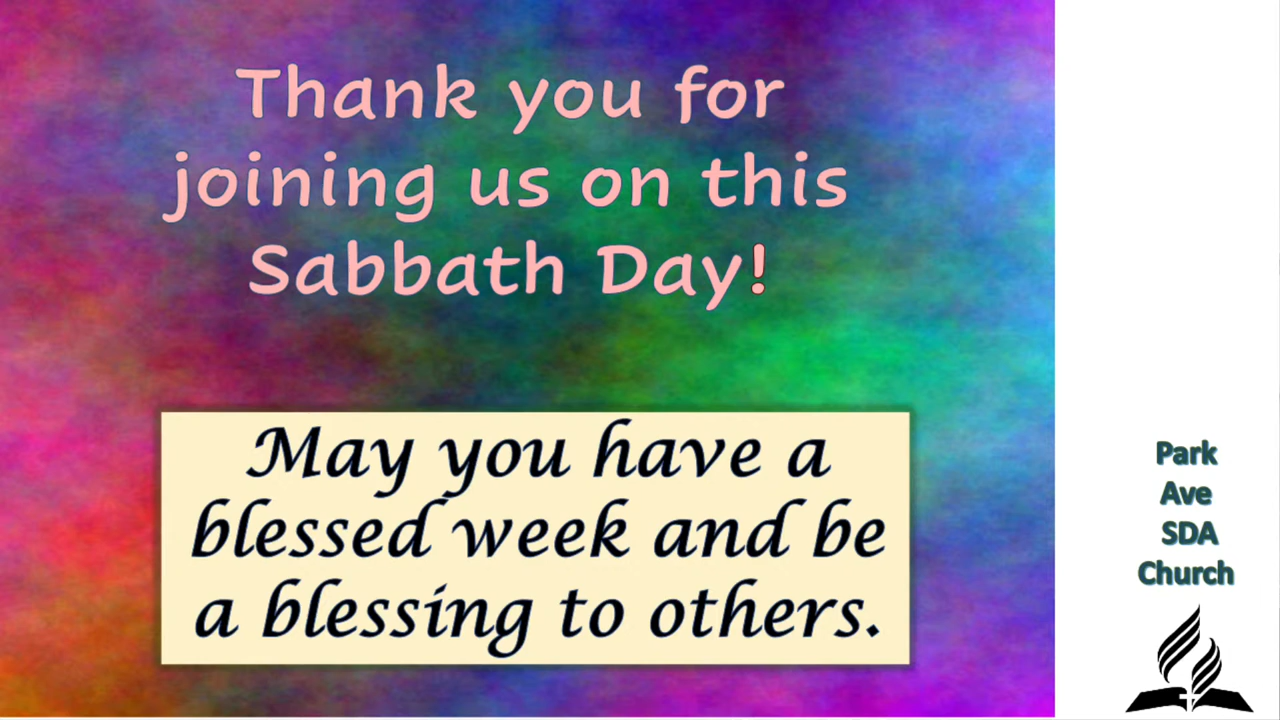 Thank you for
joining us on this
Sabbath Day!
May you have a
blessed week and be
a blessing to others.
Park
Ave
SDA
Church